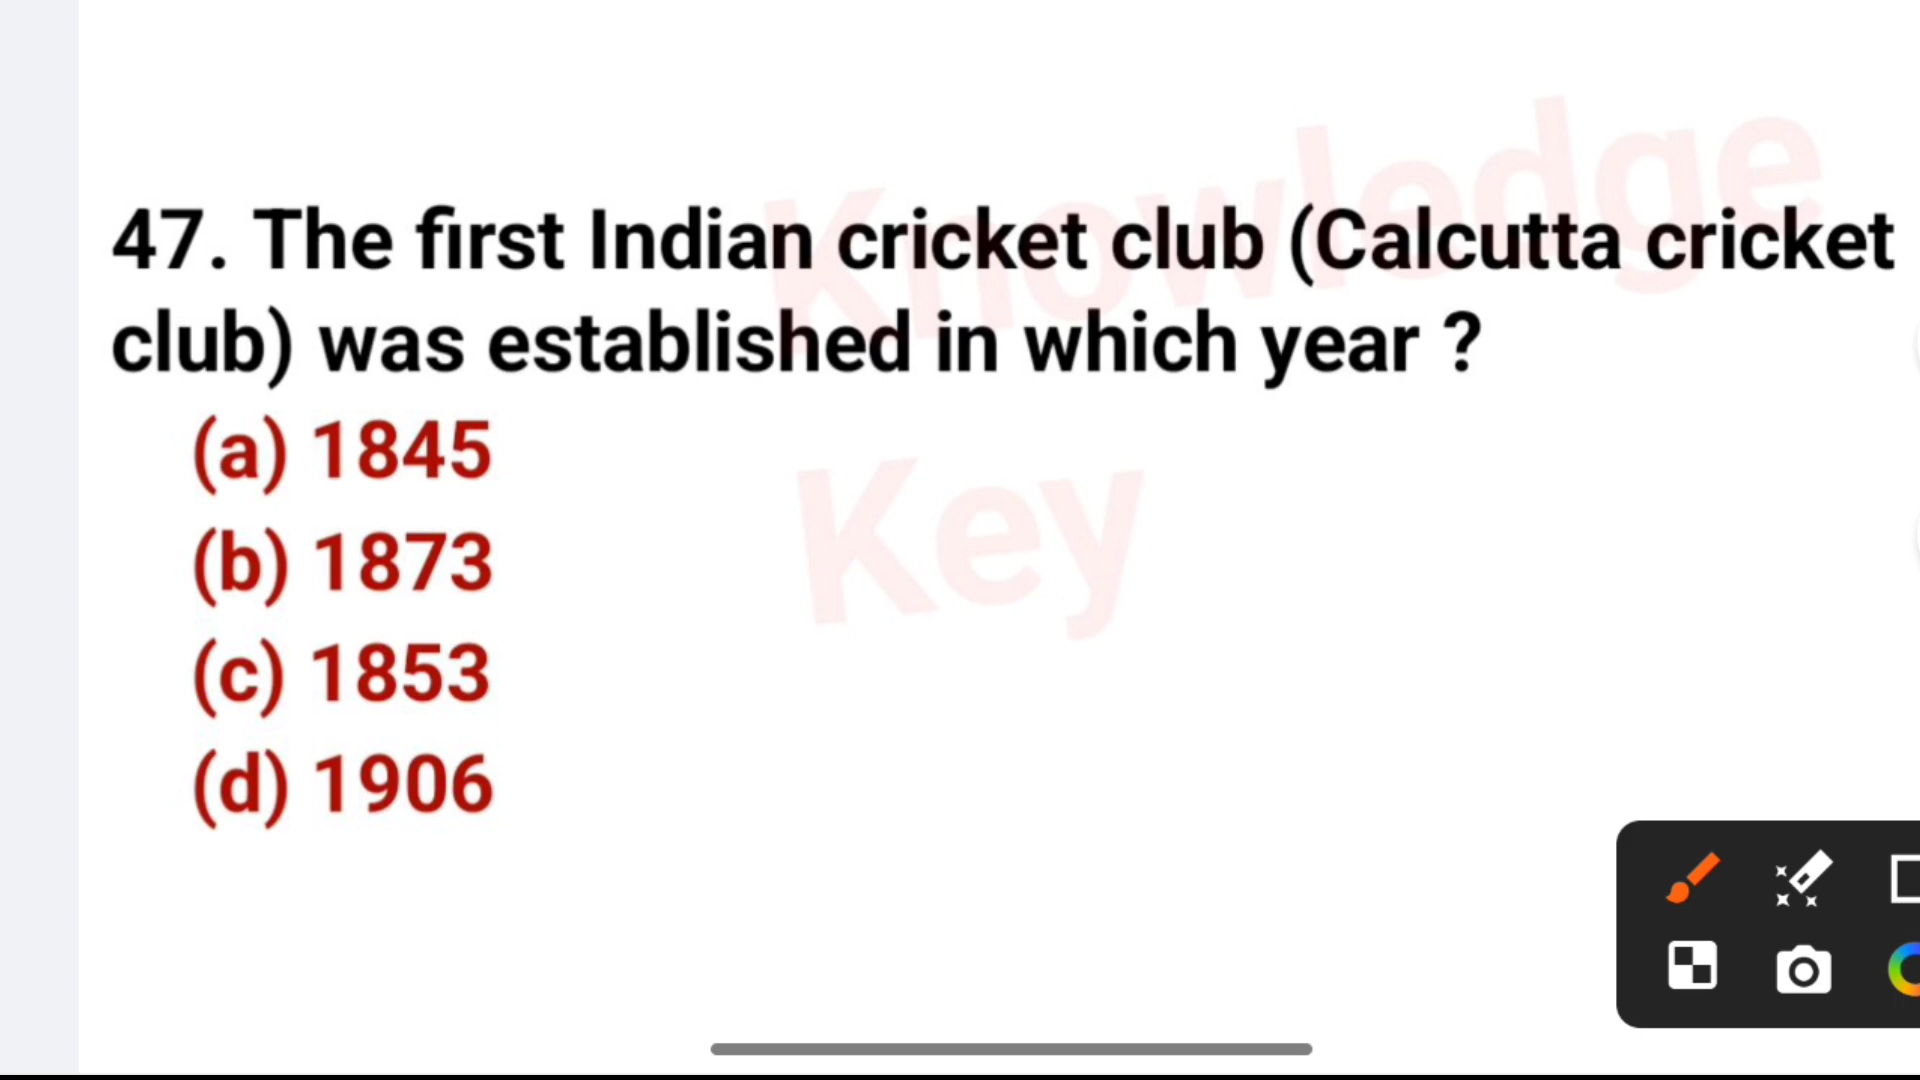 47. The first Indian cricket club (Calcutta cricket
club) was established in which year ?
(a) 1845
(b) 1873
(c) 1853
(d) 1906
Knowledge
Key